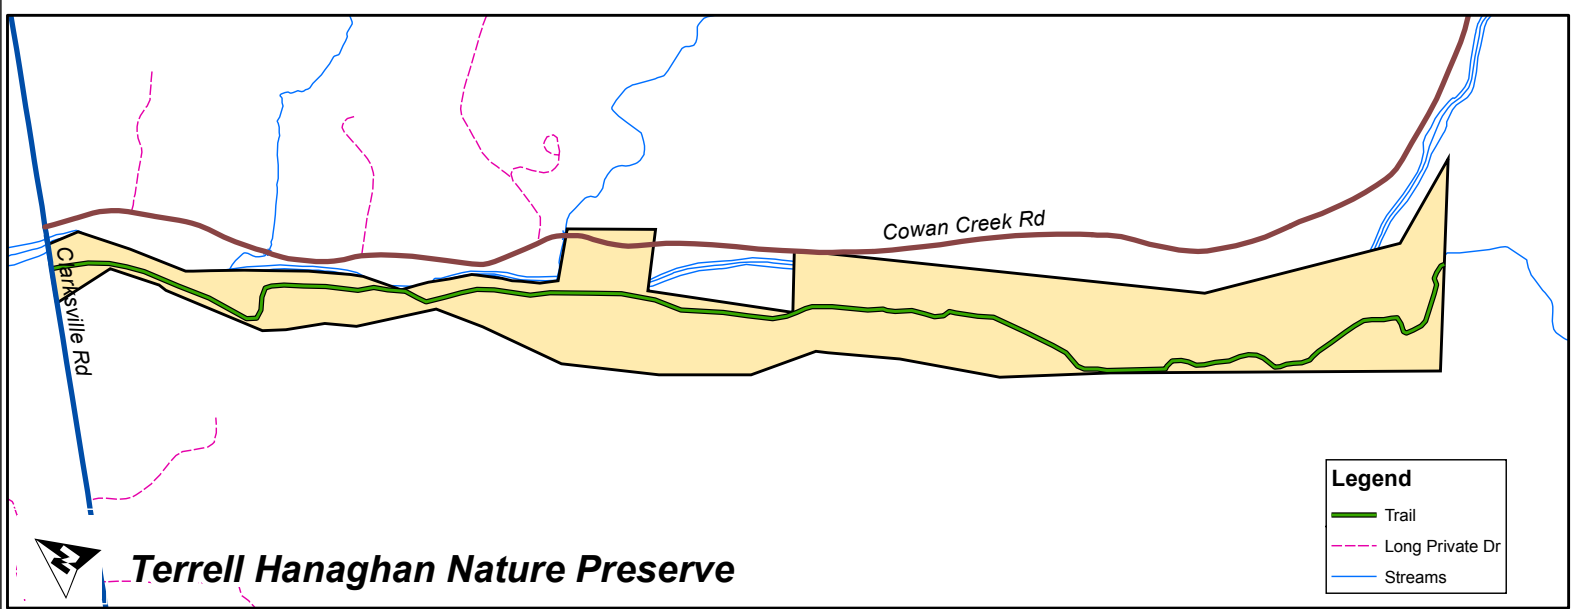 Cowan Creek Rd
Clarksville Rd
Legend
Trail
Long Private Dr
Streams
N
Terrell Hanaghan Nature Preserve